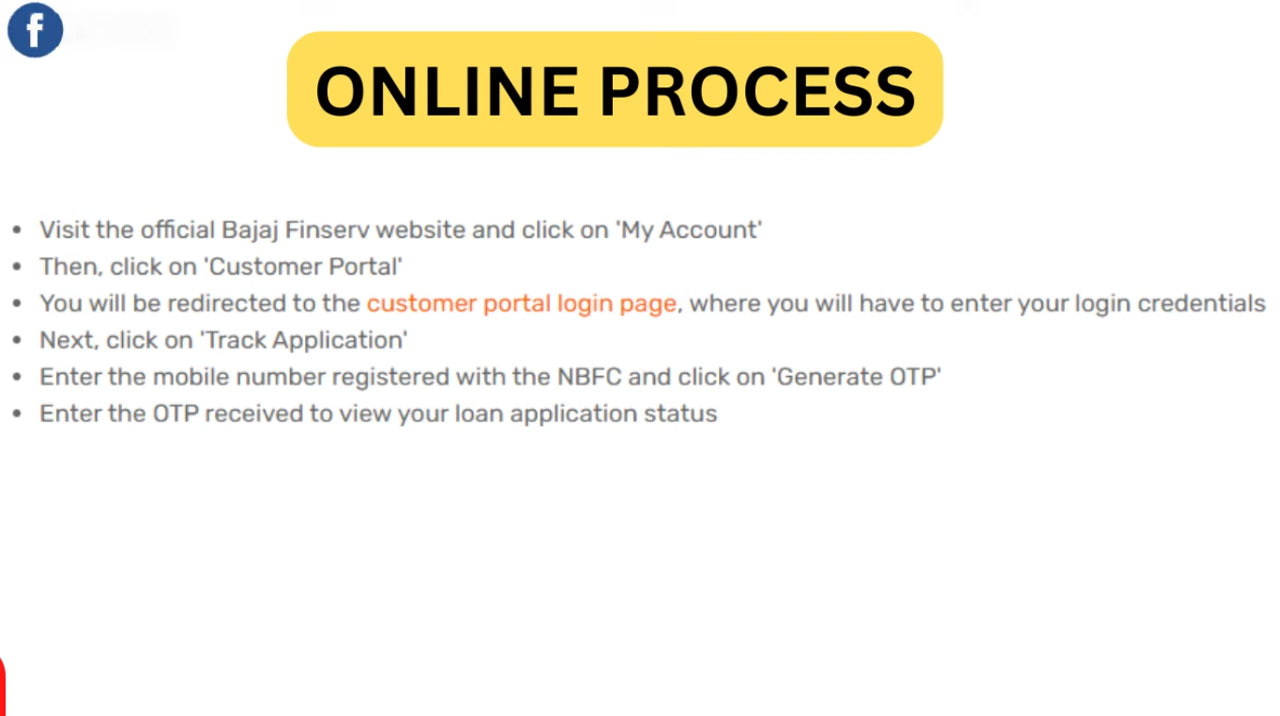 f
ONLINE PROCESS
• Visit the official Bajaj Finserv website and click on 'My Account'
• Then, click on 'Customer Portal'
• You will be redirected to the customer portal login page, where you will have to enter your login credentials
• Next, click on 'Track Application'
• Enter the mobile number registered with the NBFC and click on 'Generate OTP'
• Enter the OTP received to view your loan application status